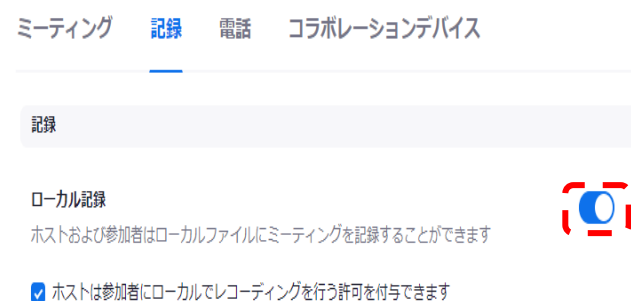 ミーティング 記録 電話 コラボレーションデバイス
記録
ローカル記録
ホストおよび参加者はローカルファイルにミーティングを記録することができます
ホストは参加者にローカルでレコーディングを行う許可を付与できます